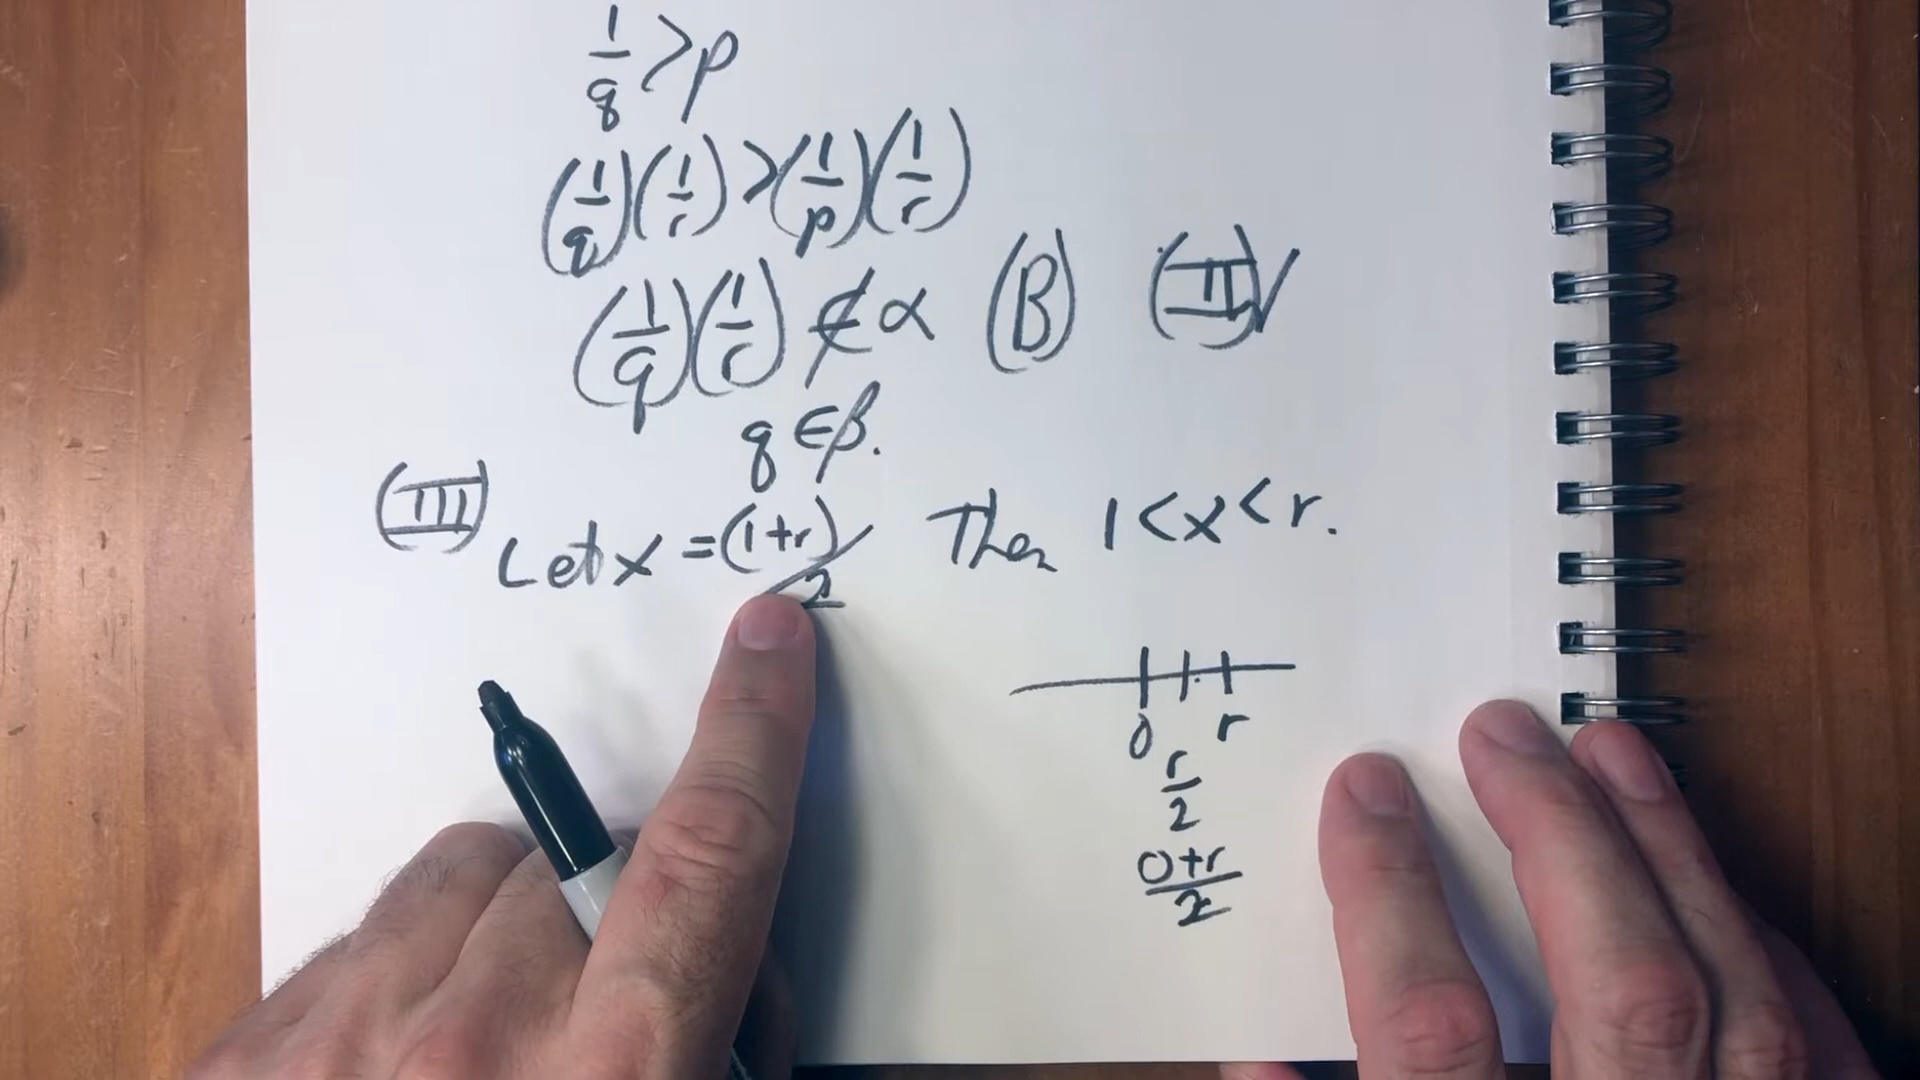 1/q > p
(1/q)(1/r) > (1/p)(1/r)
(1/q)(1/r) ∉ α (B) (II) ✓
q ∈ β.
(III) Let x = (1+r)/2 Then 1 < x < r.
0 r
r/2
0+r/2